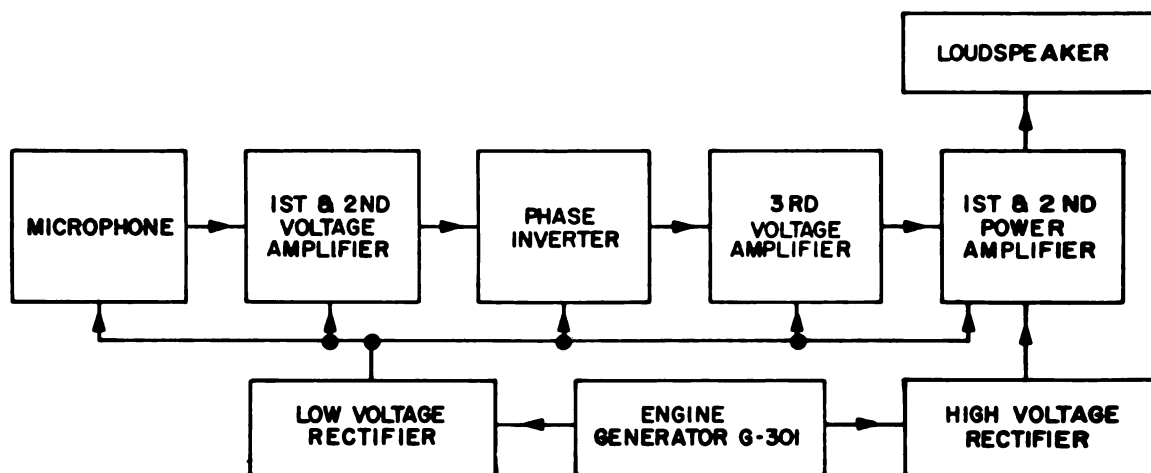 LOUDSPEAKER
MICROPHONE
1ST & 2ND
VOLTAGE
AMPLIFIER
PHASE
INVERTER
3RD
VOLTAGE
AMPLIFIER
1ST & 2ND
POWER
AMPLIFIER
LOW VOLTAGE
RECTIFIER
ENGINE
GENERATOR G-301
HIGH VOLTAGE
RECTIFIER